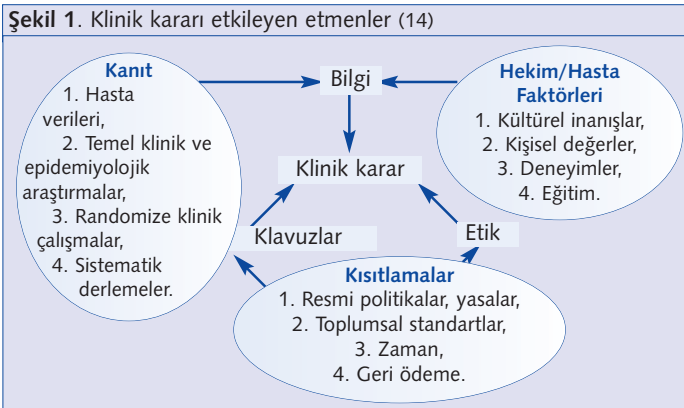 Şekil 1. Klinik kararı etkileyen etmenler (14)
Kanıt
1. Hasta
verileri,
2. Temel klinik ve
epidemiyolojik
araştırmalar,
3. Randomize klinik
çalışmalar,
4. Sistematik
derlemeler.
Bilgi
Hekim/Hasta
Faktörleri
1. Kültürel inanışlar,
2. Kişisel değerler,
3. Deneyimler,
4. Eğitim.
Klinik karar
Klavuzlar
Etik
Kısıtlamalar
1. Resmi politikalar, yasalar,
2. Toplumsal standartlar,
3. Zaman,
4. Geri ödeme.